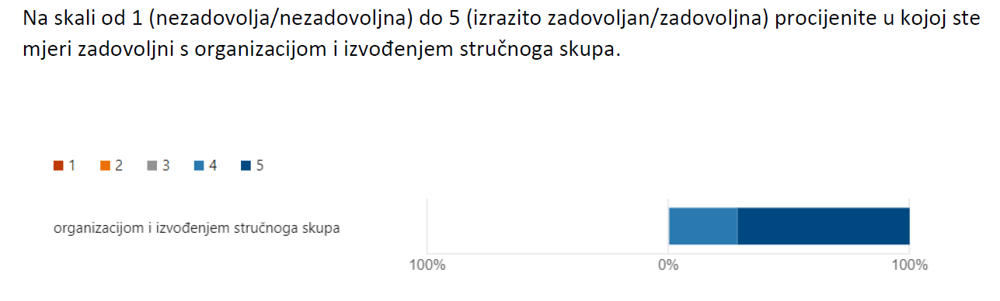 Na skali od 1 (nezadovolja/nezadovoljna) do 5 (izrazito zadovoljan/zadovoljna) procijenite u kojoj ste
mjeri zadovoljni s organizacijom i izvođenjem stručnoga skupa.
1 2 3 4 5
organizacijom i izvođenjem stručnoga skupa
100% 0% 100%